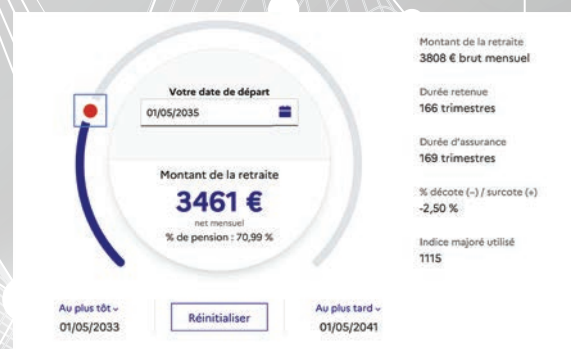 Votre date de départ
01/05/2035
Montant de la retraite
3461 €
net mensuel
% de pension : 70,99 %
Au plus tôt
01/05/2033
Réinitialiser
Au plus tard
01/05/2041
Montant de la retraite
3808 € brut mensuel
Durée retenue
166 trimestres
Durée d'assurance
169 trimestres
% décote (-) / surcote (+)
-2,50 %
Indice majoré utilisé
1115